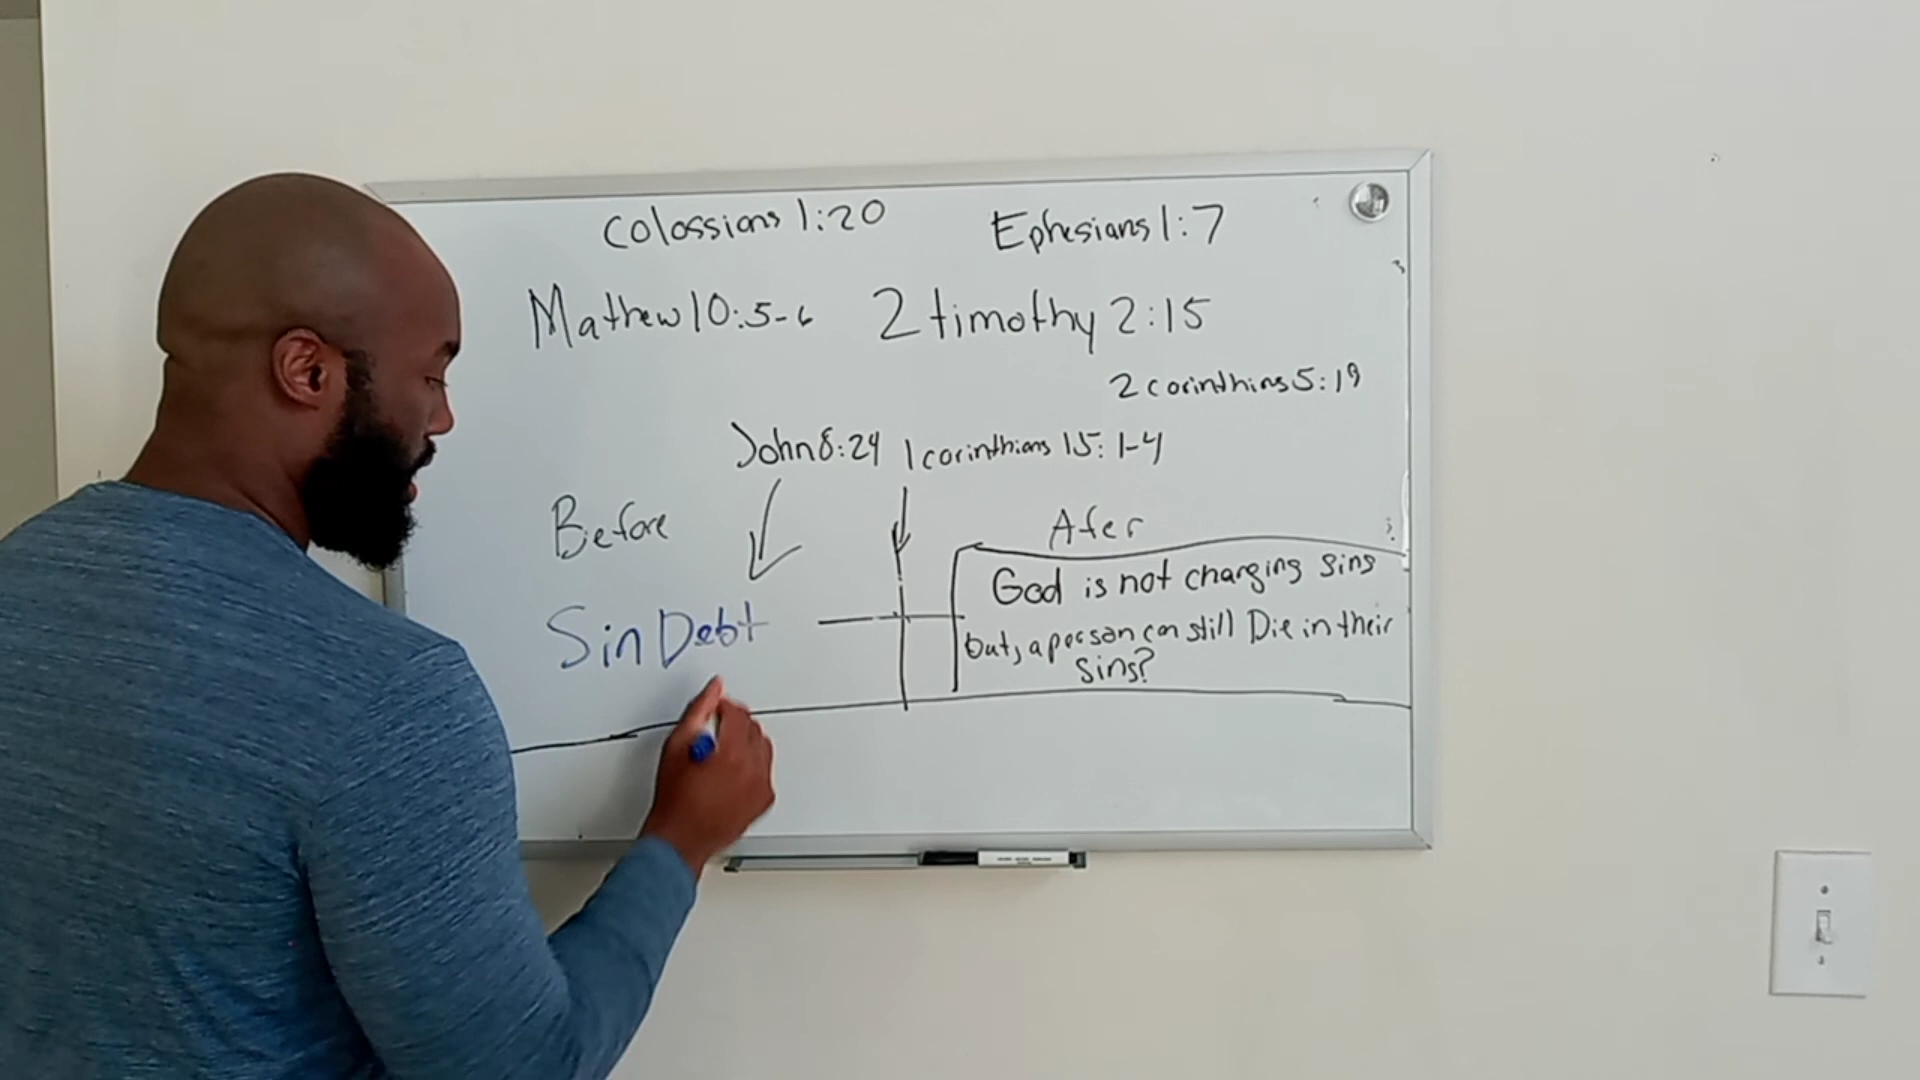 Colossians 1:20 Ephesians 1:7
Mathew 10:5-6 2 timothy 2:15
2 corinthins 5:19
John 8:24 1 corinthians 15:1-4
Before Afer
God is not charging sins
Sin Debt but, a person can still Die in their
sins?